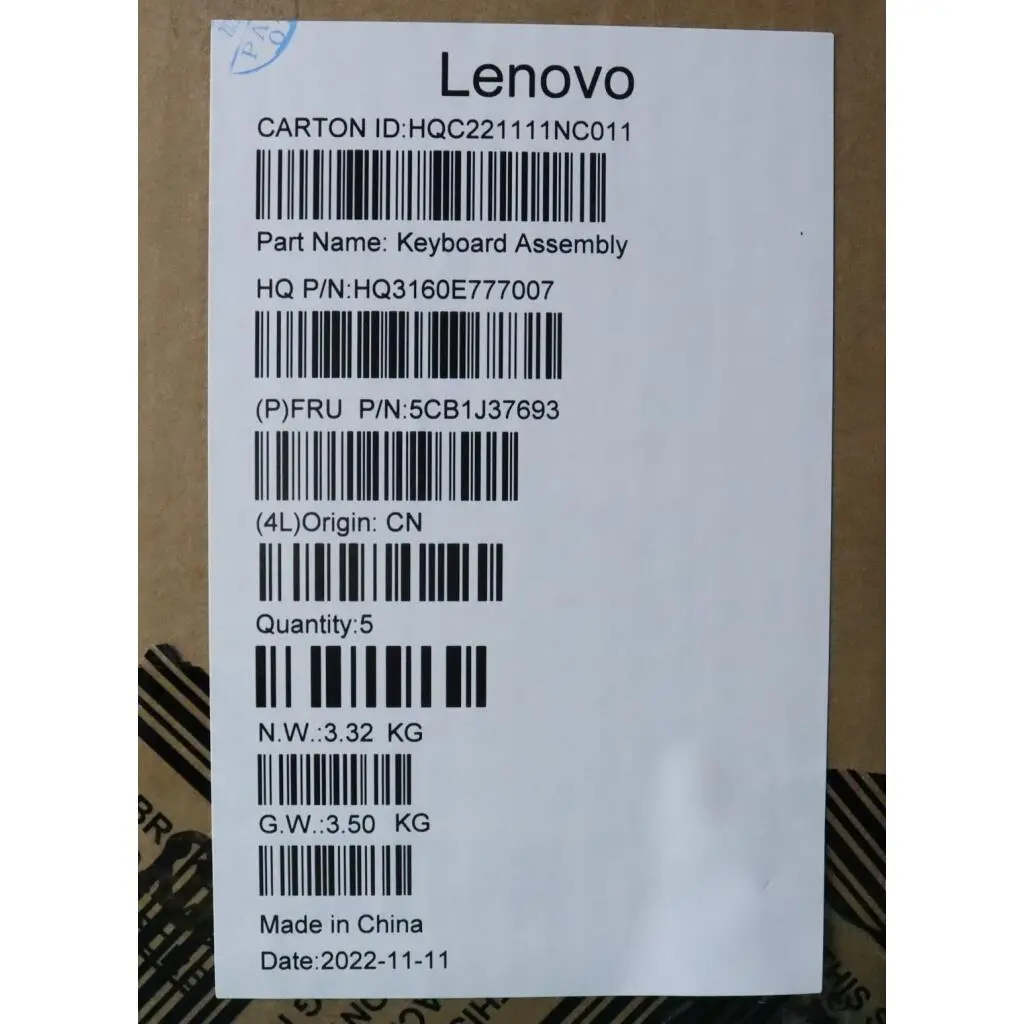 Lenovo
CARTON ID:HQC221111NC011
Part Name: Keyboard Assembly
HQ P/N:HQ3160E777007
(P)FRU P/N:5CB1J37693
(4L)Origin: CN
Quantity:5
N.W.:3.32 KG
G.W.:3.50 KG
Made in China
Date:2022-11-11